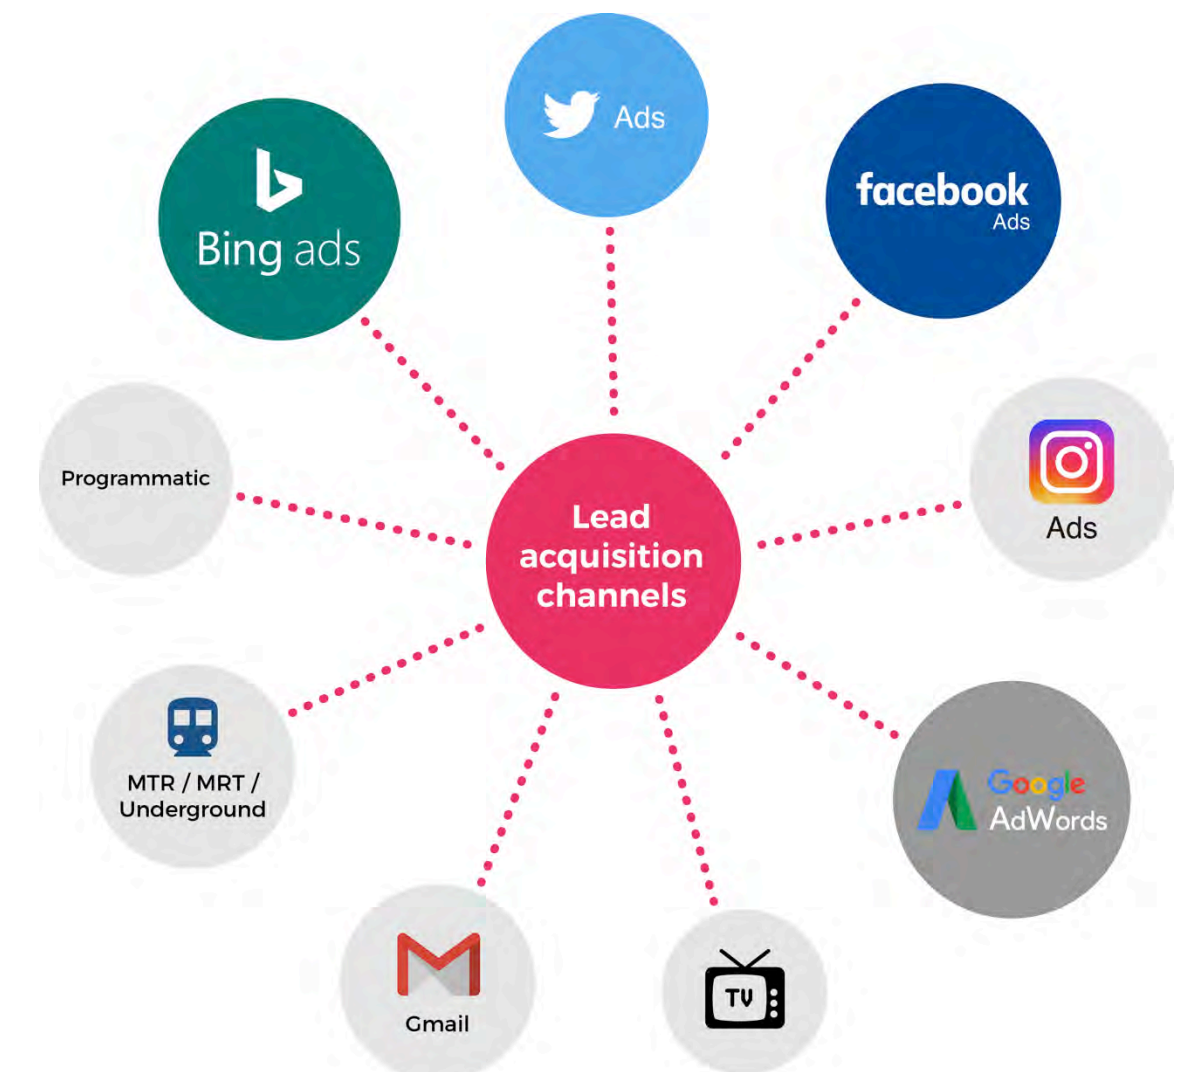 Ads
Bing ads
facebook
Ads
Programmatic
Lead
acquisition
channels
Ads
MTR / MRT /
Underground
Google
AdWords
Gmail
TV